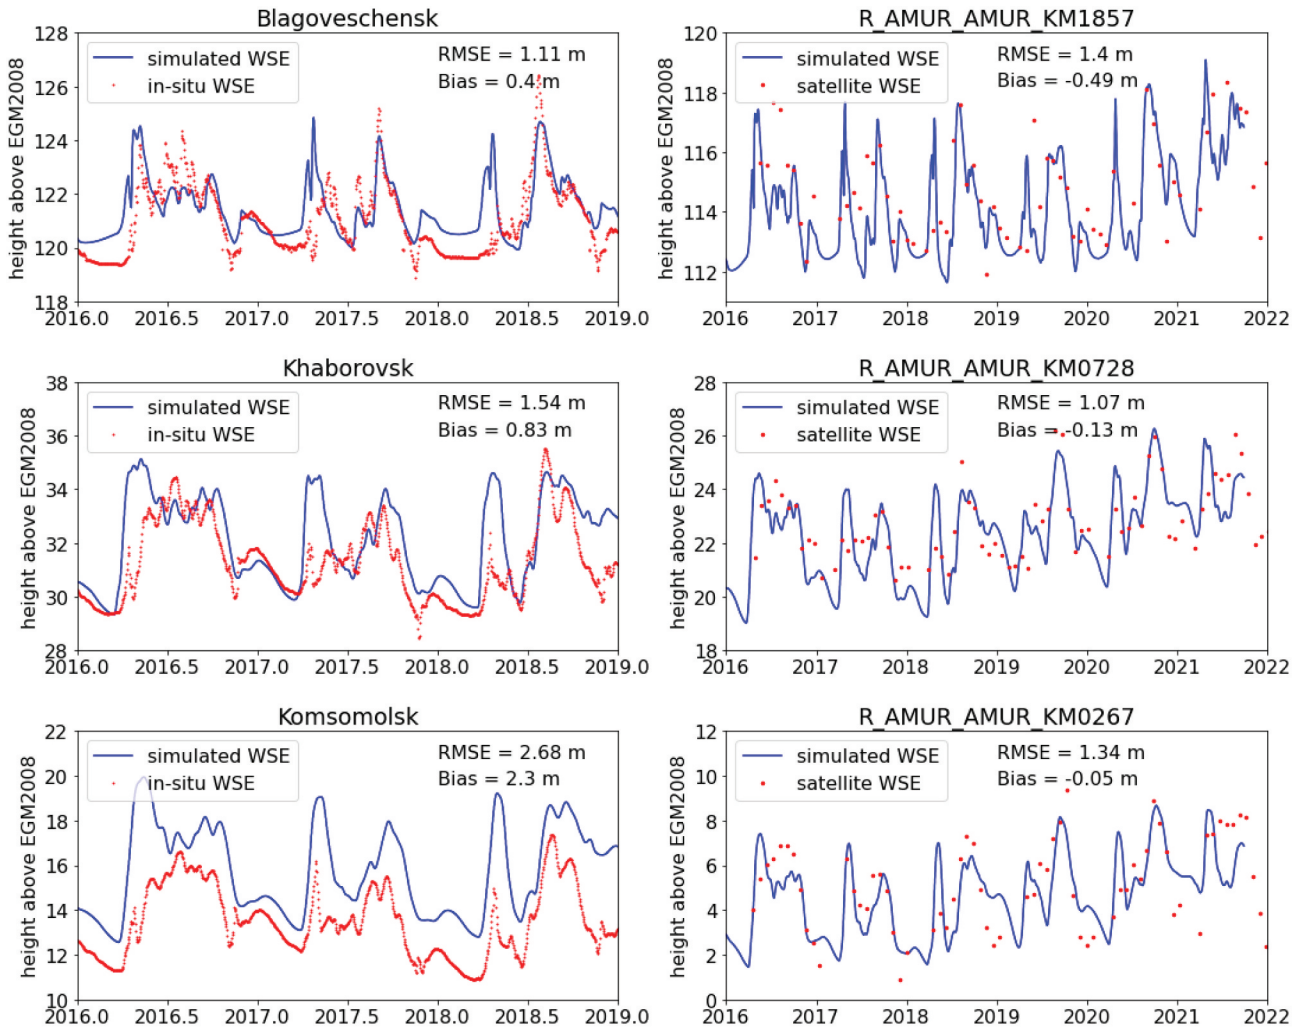 Blagoveschensk
height above EGM2008
128
126
124
122
120
118
simulated WSE
in-situ WSE
RMSE = 1.11 m
Bias = 0.4 m
2016.0 2016.5 2017.0 2017.5 2018.0 2018.5 2019.0
R_AMUR_AMUR_KM1857
height above EGM2008
120
118
116
114
112
simulated WSE
satellite WSE
RMSE = 1.4 m
Bias = -0.49 m
2016 2017 2018 2019 2020 2021 2022
Khaborovsk
height above EGM2008
38
36
34
32
30
28
simulated WSE
in-situ WSE
RMSE = 1.54 m
Bias = 0.83 m
2016.0 2016.5 2017.0 2017.5 2018.0 2018.5 2019.0
R_AMUR_AMUR_KM0728
height above EGM2008
28
26
24
22
20
18
simulated WSE
satellite WSE
RMSE = 1.07 m
Bias = -0.13 m
2016 2017 2018 2019 2020 2021 2022
Komsomolsk
height above EGM2008
22
20
18
16
14
12
10
simulated WSE
in-situ WSE
RMSE = 2.68 m
Bias = 2.3 m
2016.0 2016.5 2017.0 2017.5 2018.0 2018.5 2019.0
R_AMUR_AMUR_KM0267
height above EGM2008
12
10
8
6
4
2
0
simulated WSE
satellite WSE
RMSE = 1.34 m
Bias = -0.05 m
2016 2017 2018 2019 2020 2021 2022